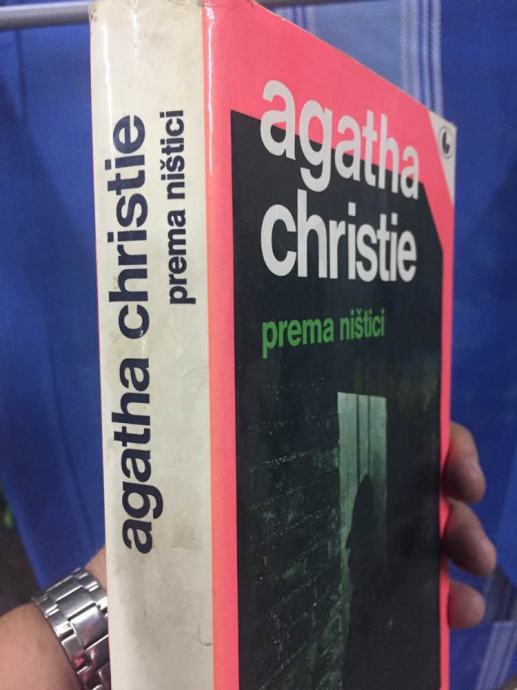 agatha christie
prema ništici
agatha
christie
prema ništici